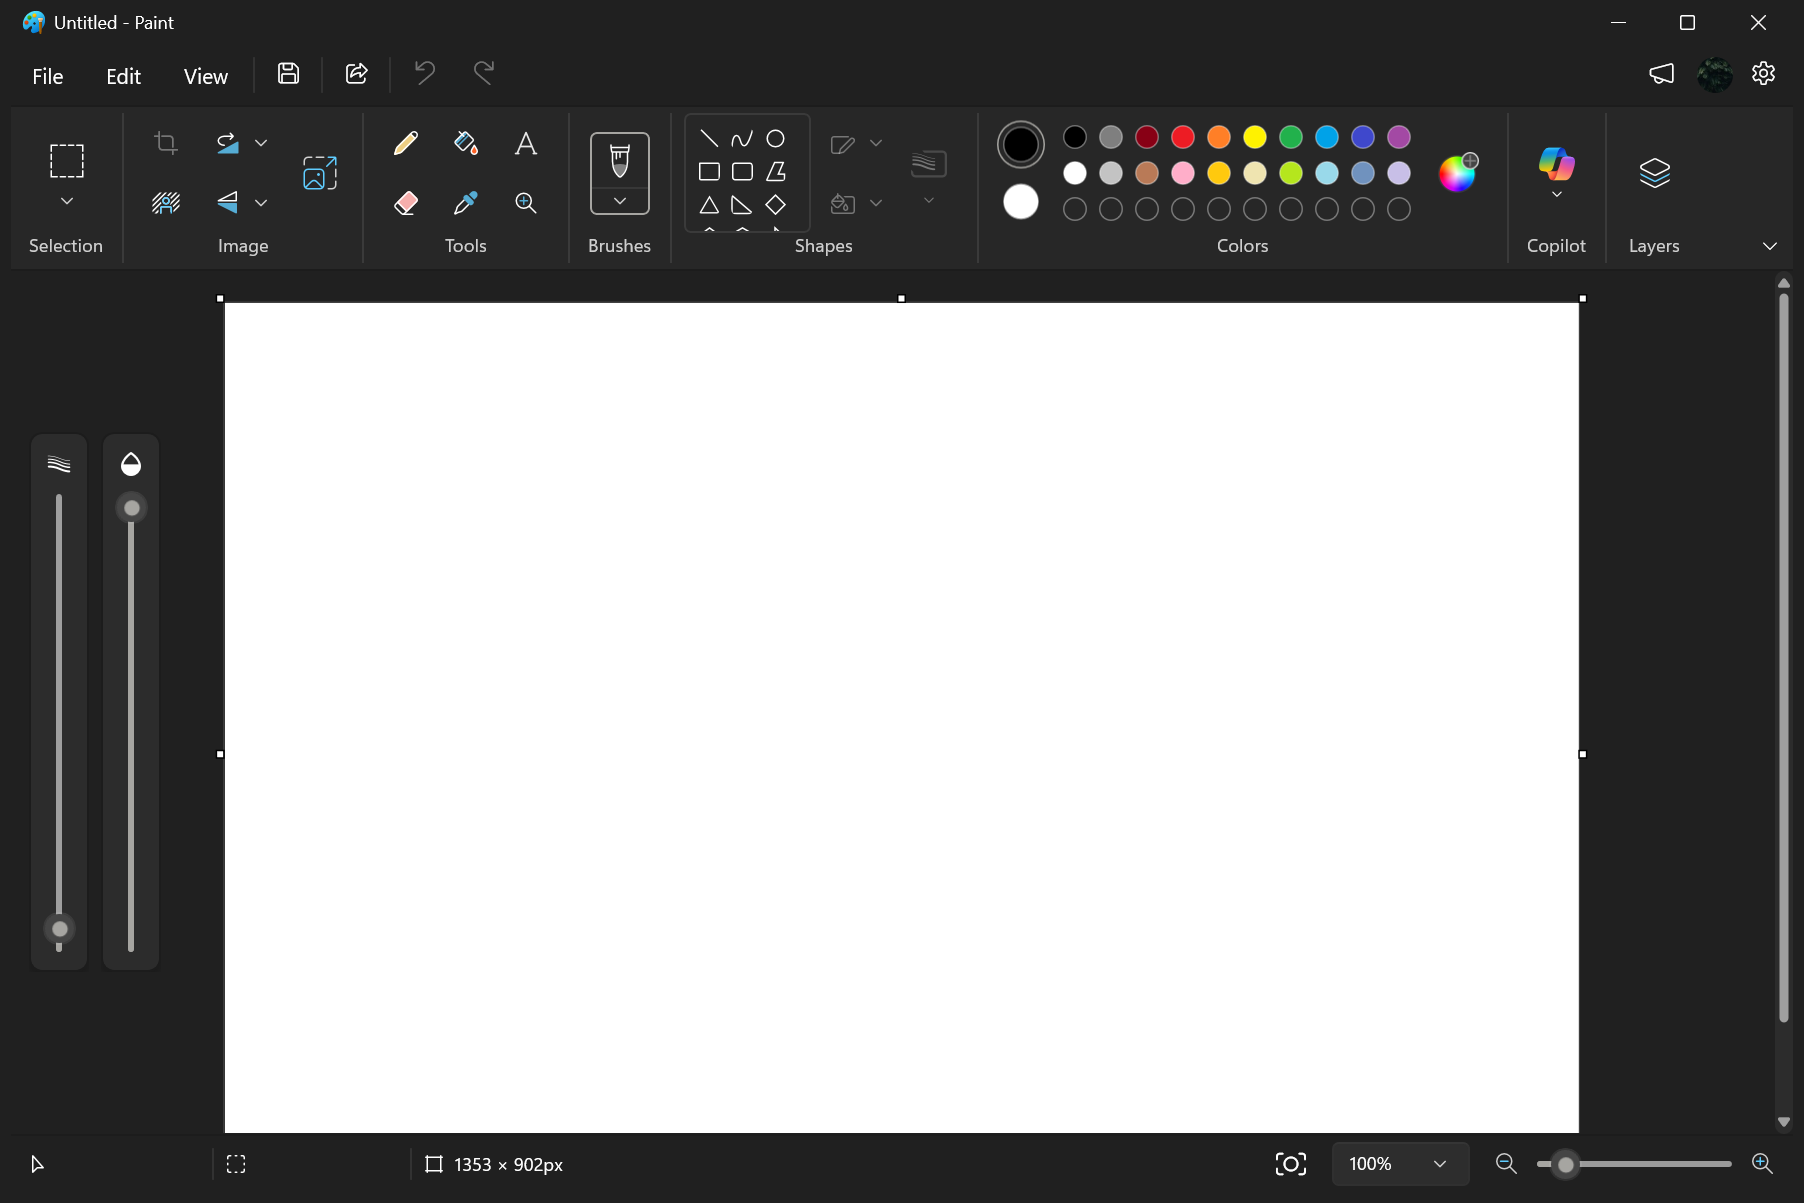 Untitled - Paint
File Edit View
Selection Image Tools Brushes Shapes Colors Copilot Layers
1353 × 902px 100%